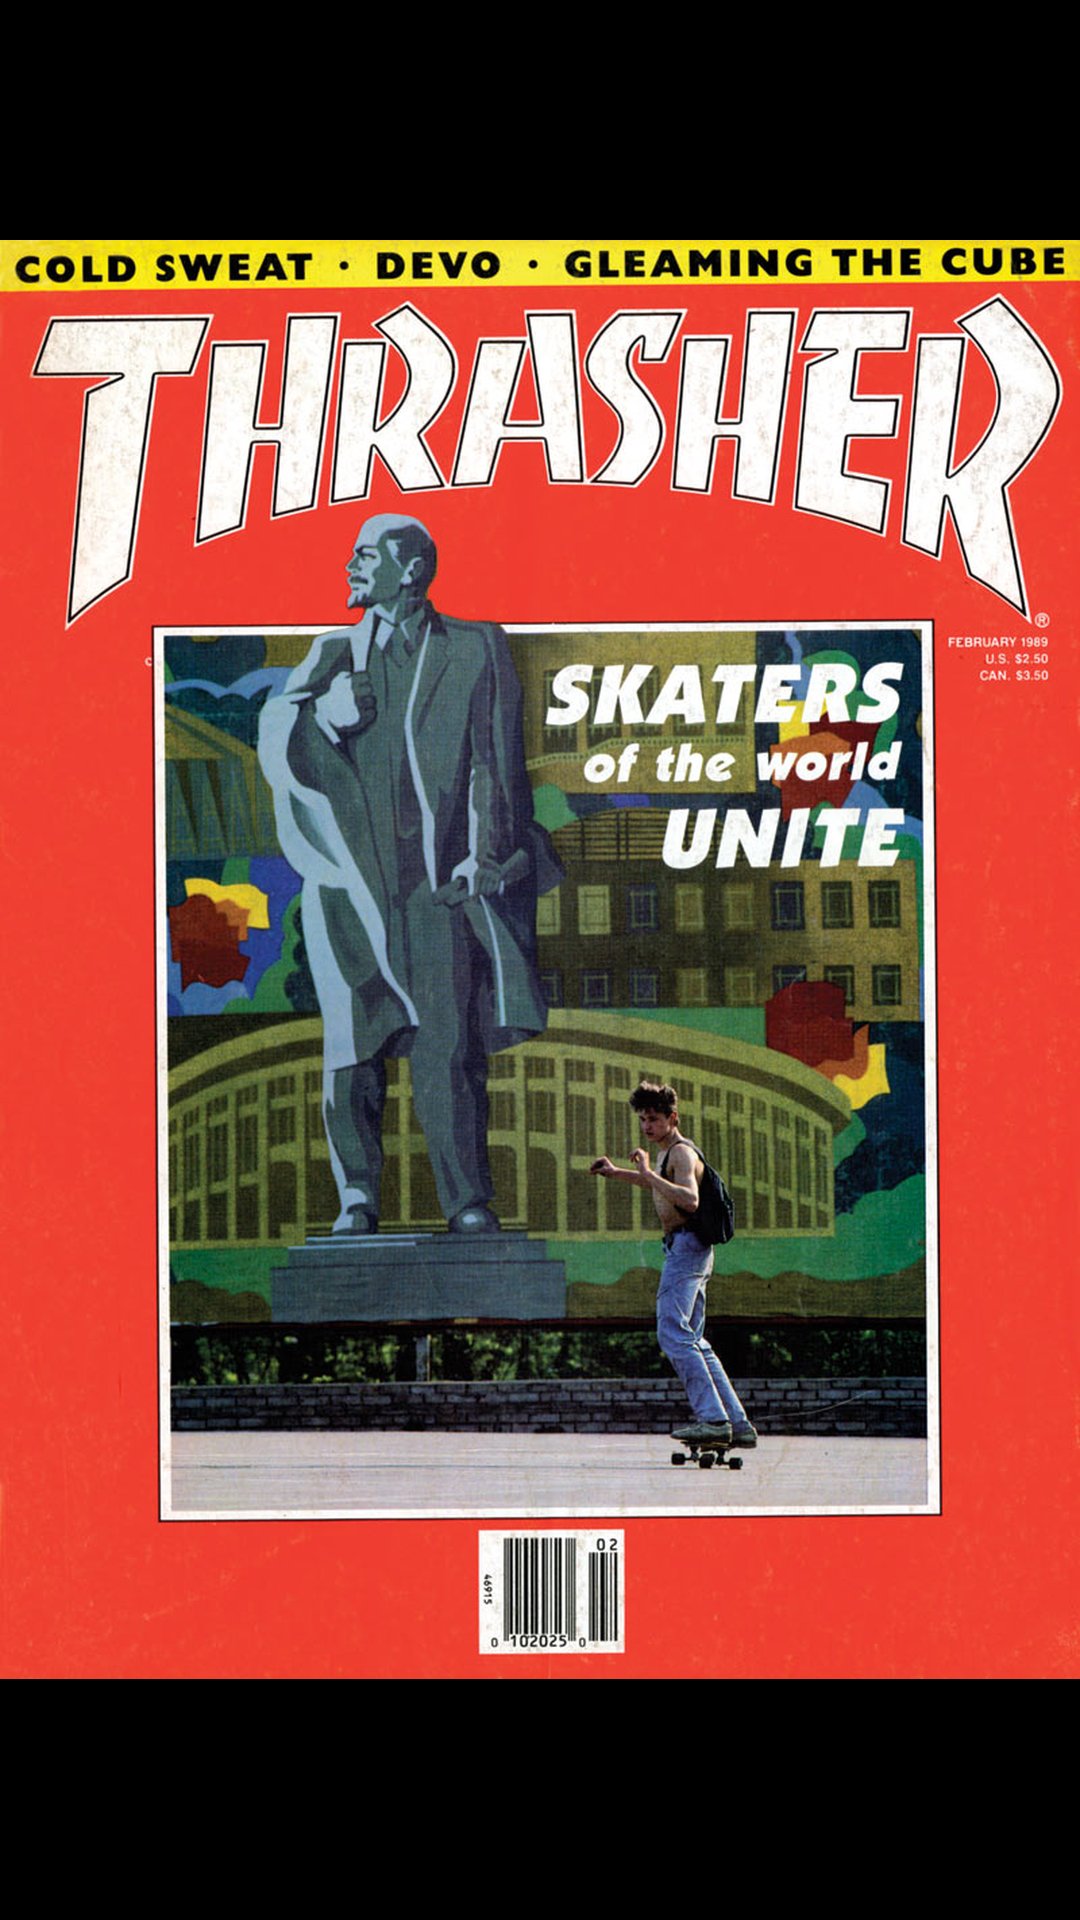 COLD SWEAT · DEVO · GLEAMING THE CUBE
THRASHER®
FEBRUARY 1989
U.S. $2.50
CAN. $3.50
SKATERS
of the world
UNITE
02
46915
0 102025 0